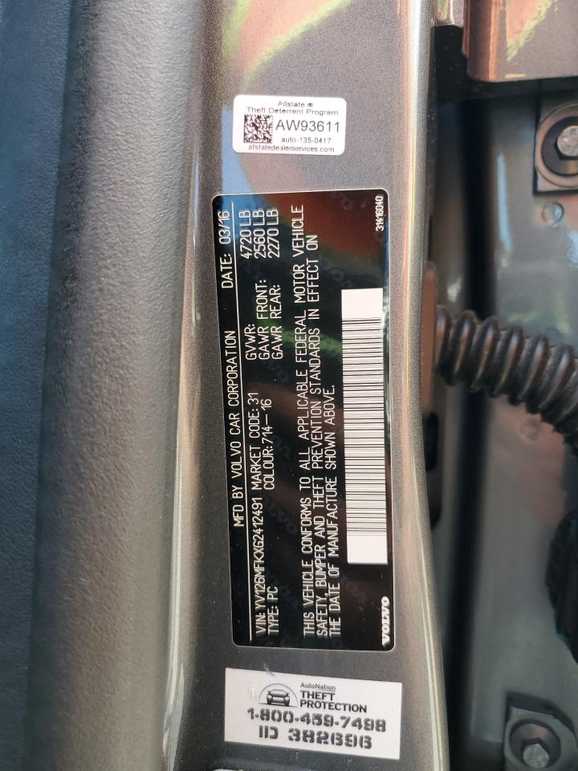 Allstate ®
Theft Deterrent Program
AW93611
auto-135-0417
allstatedealerservices.com
MFD BY VOLVO CAR CORPORATION DATE: 03/16
VIN: YV126MFKXG2412491 MARKET CODE: 31 GVWR: 4720 LB
TYPE: PC COLOUR: 714-16 GAWR FRONT: 2560 LB
GAWR REAR: 2270 LB
THIS VEHICLE CONFORMS TO ALL APPLICABLE FEDERAL MOTOR VEHICLE
SAFETY, BUMPER AND THEFT PREVENTION STANDARDS IN EFFECT ON
THE DATE OF MANUFACTURE SHOWN ABOVE.
VOLVO
31416040
AutoNation
THEFT
PROTECTION
1-800-459-7498
ID 382696